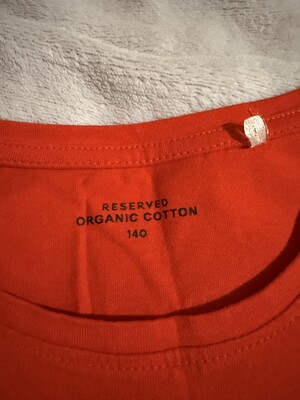 RESERVED
ORGANIC COTTON
140